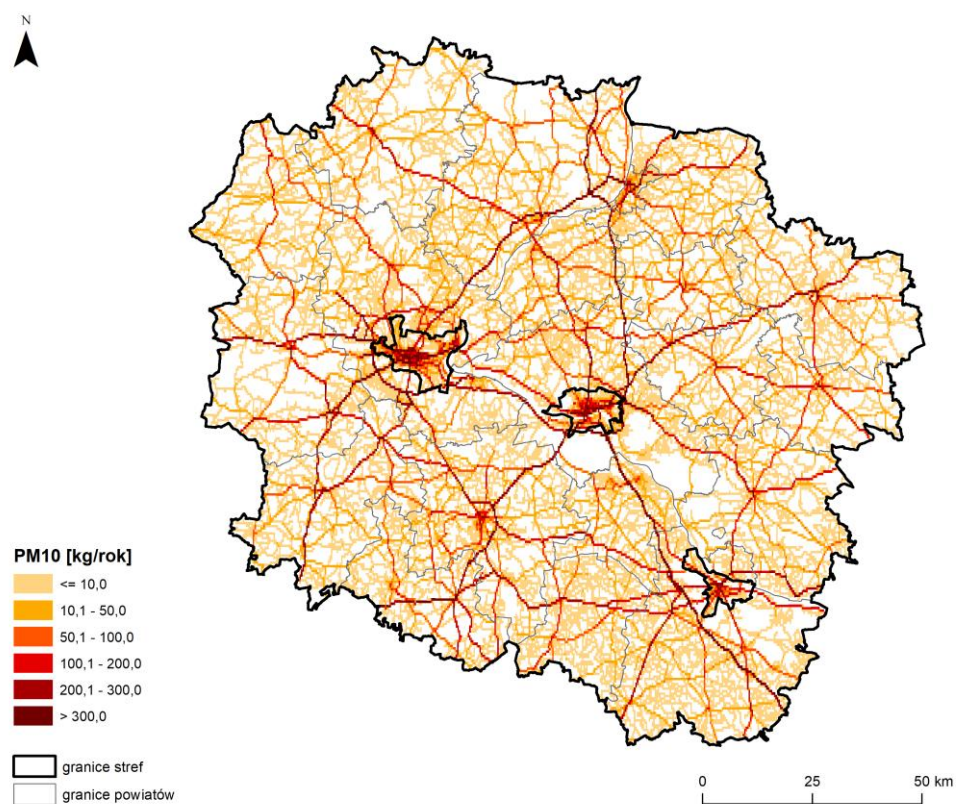 N
PM10 [kg/rok]
<= 10,0
10,1 - 50,0
50,1 - 100,0
100,1 - 200,0
200,1 - 300,0
> 300,0
granice stref
granice powiatów
0 25 50 km